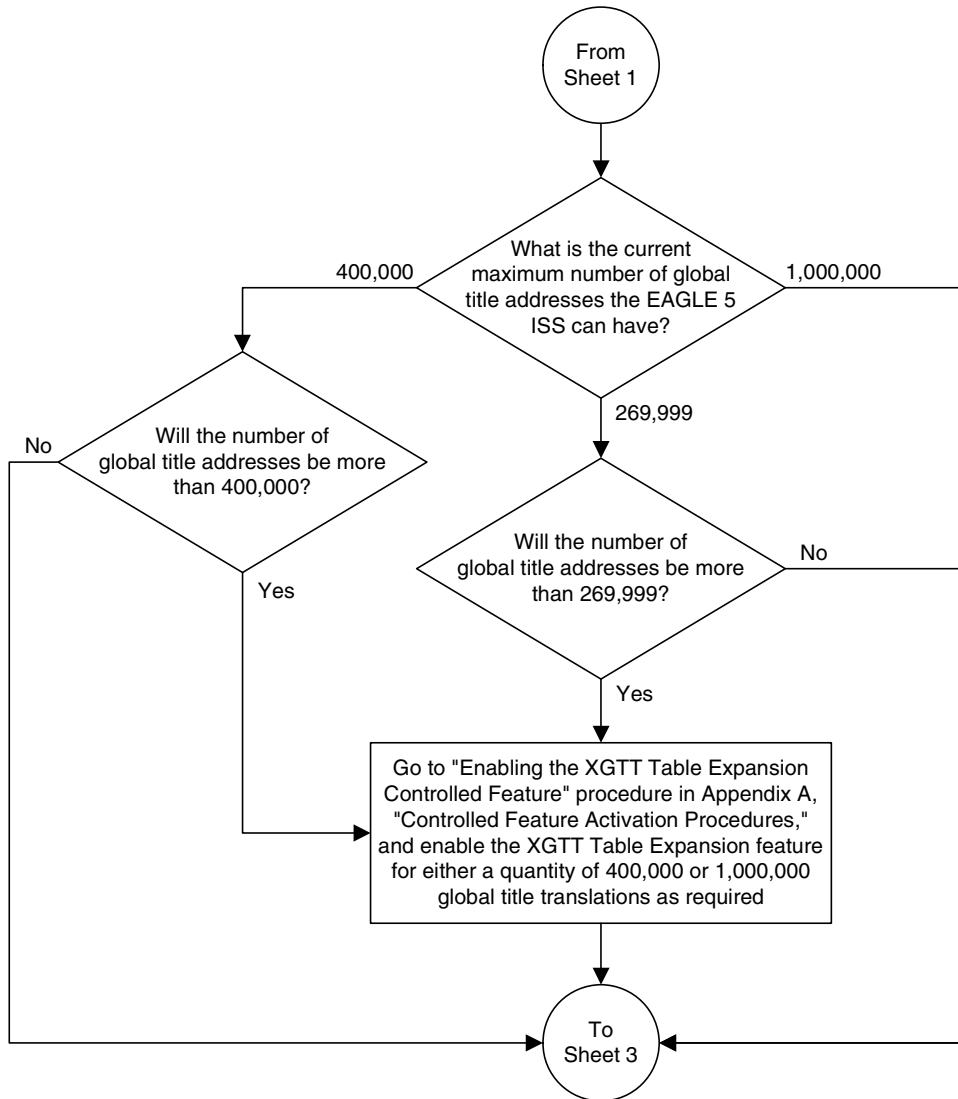 From
Sheet 1
What is the current
maximum number of global
title addresses the EAGLE 5
ISS can have?
400,000
1,000,000
269,999
Will the number of
global title addresses be more
than 400,000?
No
Yes
Will the number of
global title addresses be more
than 269,999?
No
Yes
Go to "Enabling the XGTT Table Expansion
Controlled Feature" procedure in Appendix A,
"Controlled Feature Activation Procedures,"
and enable the XGTT Table Expansion feature
for either a quantity of 400,000 or 1,000,000
global title translations as required
To
Sheet 3